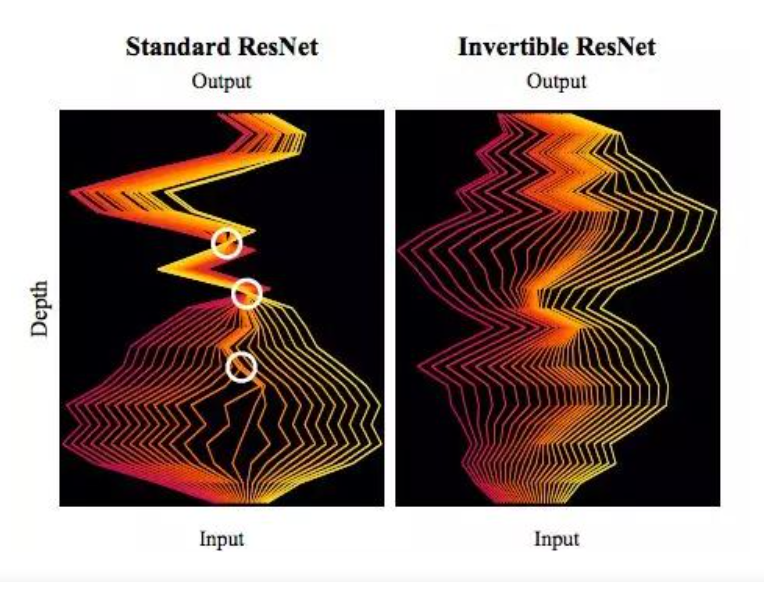 Standard ResNet
Output
Invertible ResNet
Output
Depth
Input
Input